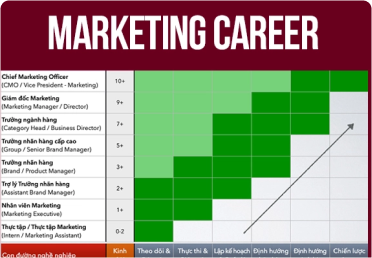 MARKETING CAREER
Chief Marketing Officer
(CMO / Vice President - Marketing)
10+
Giám đốc Marketing
(Marketing Manager / Director)
9+
Trưởng ngành hàng
(Category Head / Business Director)
7+
Trưởng nhãn hàng cấp cao
(Group / Senior Brand Manager)
5+
Trưởng nhãn hàng
(Brand / Product Manager)
3+
Trợ lý Trưởng nhãn hàng
(Assistant Brand Manager)
2+
Nhân viên Marketing
(Marketing Executive)
1+
Thực tập / Thực tập Marketing
(Intern / Marketing Assistant)
0-2
Con đường nghề nghiệp
Kinh
Theo dõi &
Thực thi &
Lập kế hoạch
Định hướng
Định hướng
Chiến lược